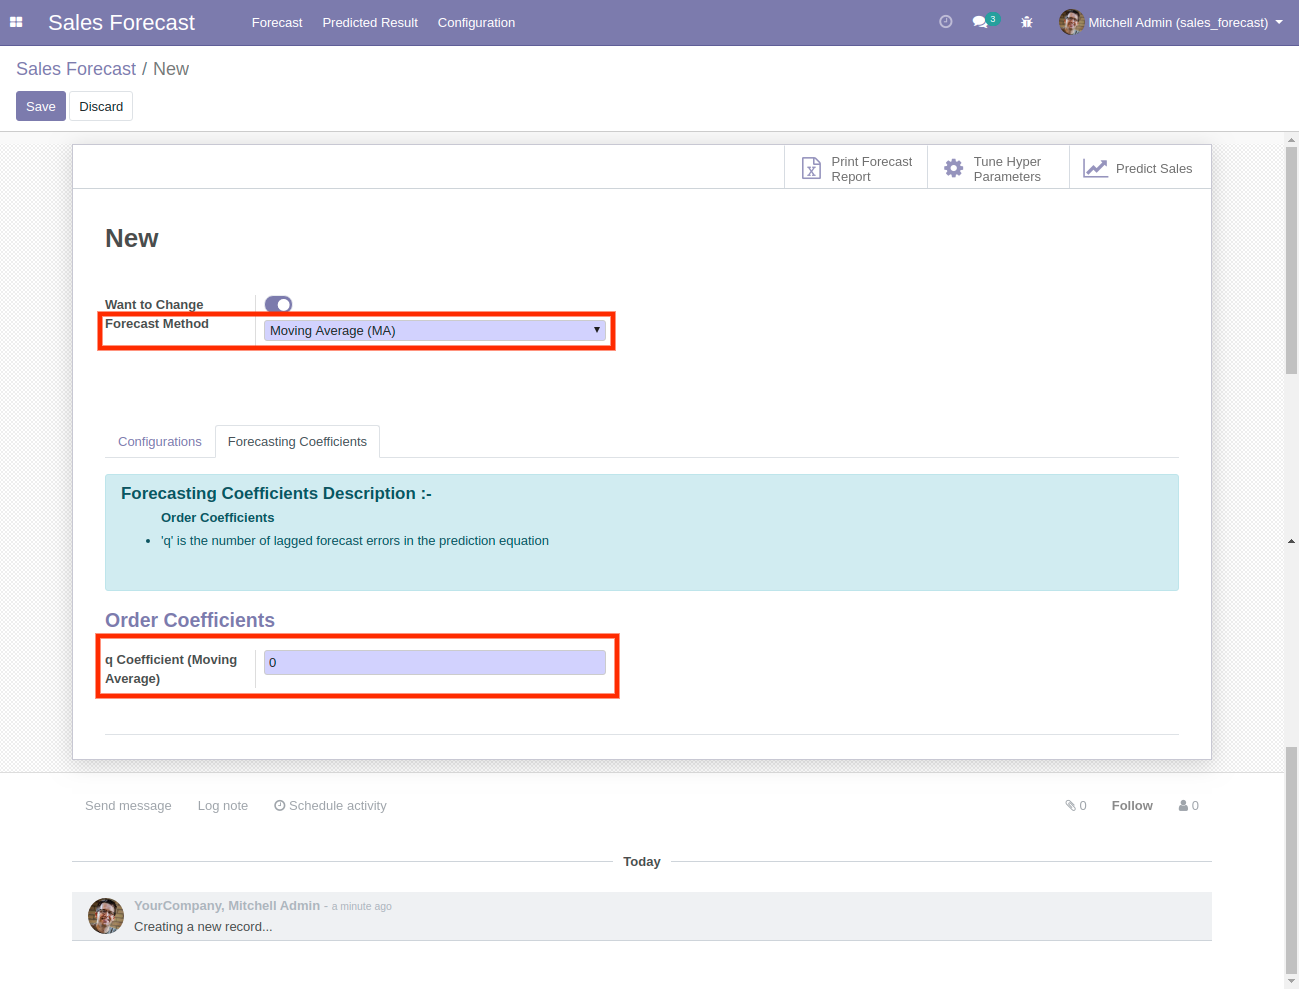 Sales Forecast Forecast Predicted Result Configuration 3 Mitchell Admin (sales_forecast)
Sales Forecast / New
Save Discard
Print Forecast
Report
Tune Hyper
Parameters
Predict Sales
New
Want to Change
Forecast Method
Moving Average (MA)
Configurations Forecasting Coefficients
Forecasting Coefficients Description :-
Order Coefficients
• 'q' is the number of lagged forecast errors in the prediction equation
Order Coefficients
q Coefficient (Moving
Average)
0
Send message Log note Schedule activity 0 Follow 0
Today
YourCompany, Mitchell Admin - a minute ago
Creating a new record...